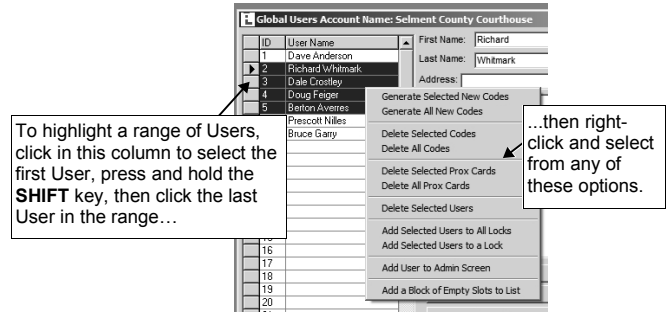 Global Users Account Name: Selment County Courthouse
ID User Name
1 Dave Anderson
2 Richard Whitmark
3 Dale Crostley
4 Doug Feiger
5 Berton Averres
Prescott Nilles
Bruce Garry
16
17
18
19
20
First Name: Richard
Last Name: Whitmark
Address:
Generate Selected New Codes
Generate All New Codes
Delete Selected Codes
Delete All Codes
Delete Selected Prox Cards
Delete All Prox Cards
Delete Selected Users
Add Selected Users to All Locks
Add Selected Users to a Lock
Add User to Admin Screen
Add a Block of Empty Slots to List
To highlight a range of Users,
click in this column to select the
first User, press and hold the
SHIFT key, then click the last
User in the range…
...then right-
click and select
from any of
these options.